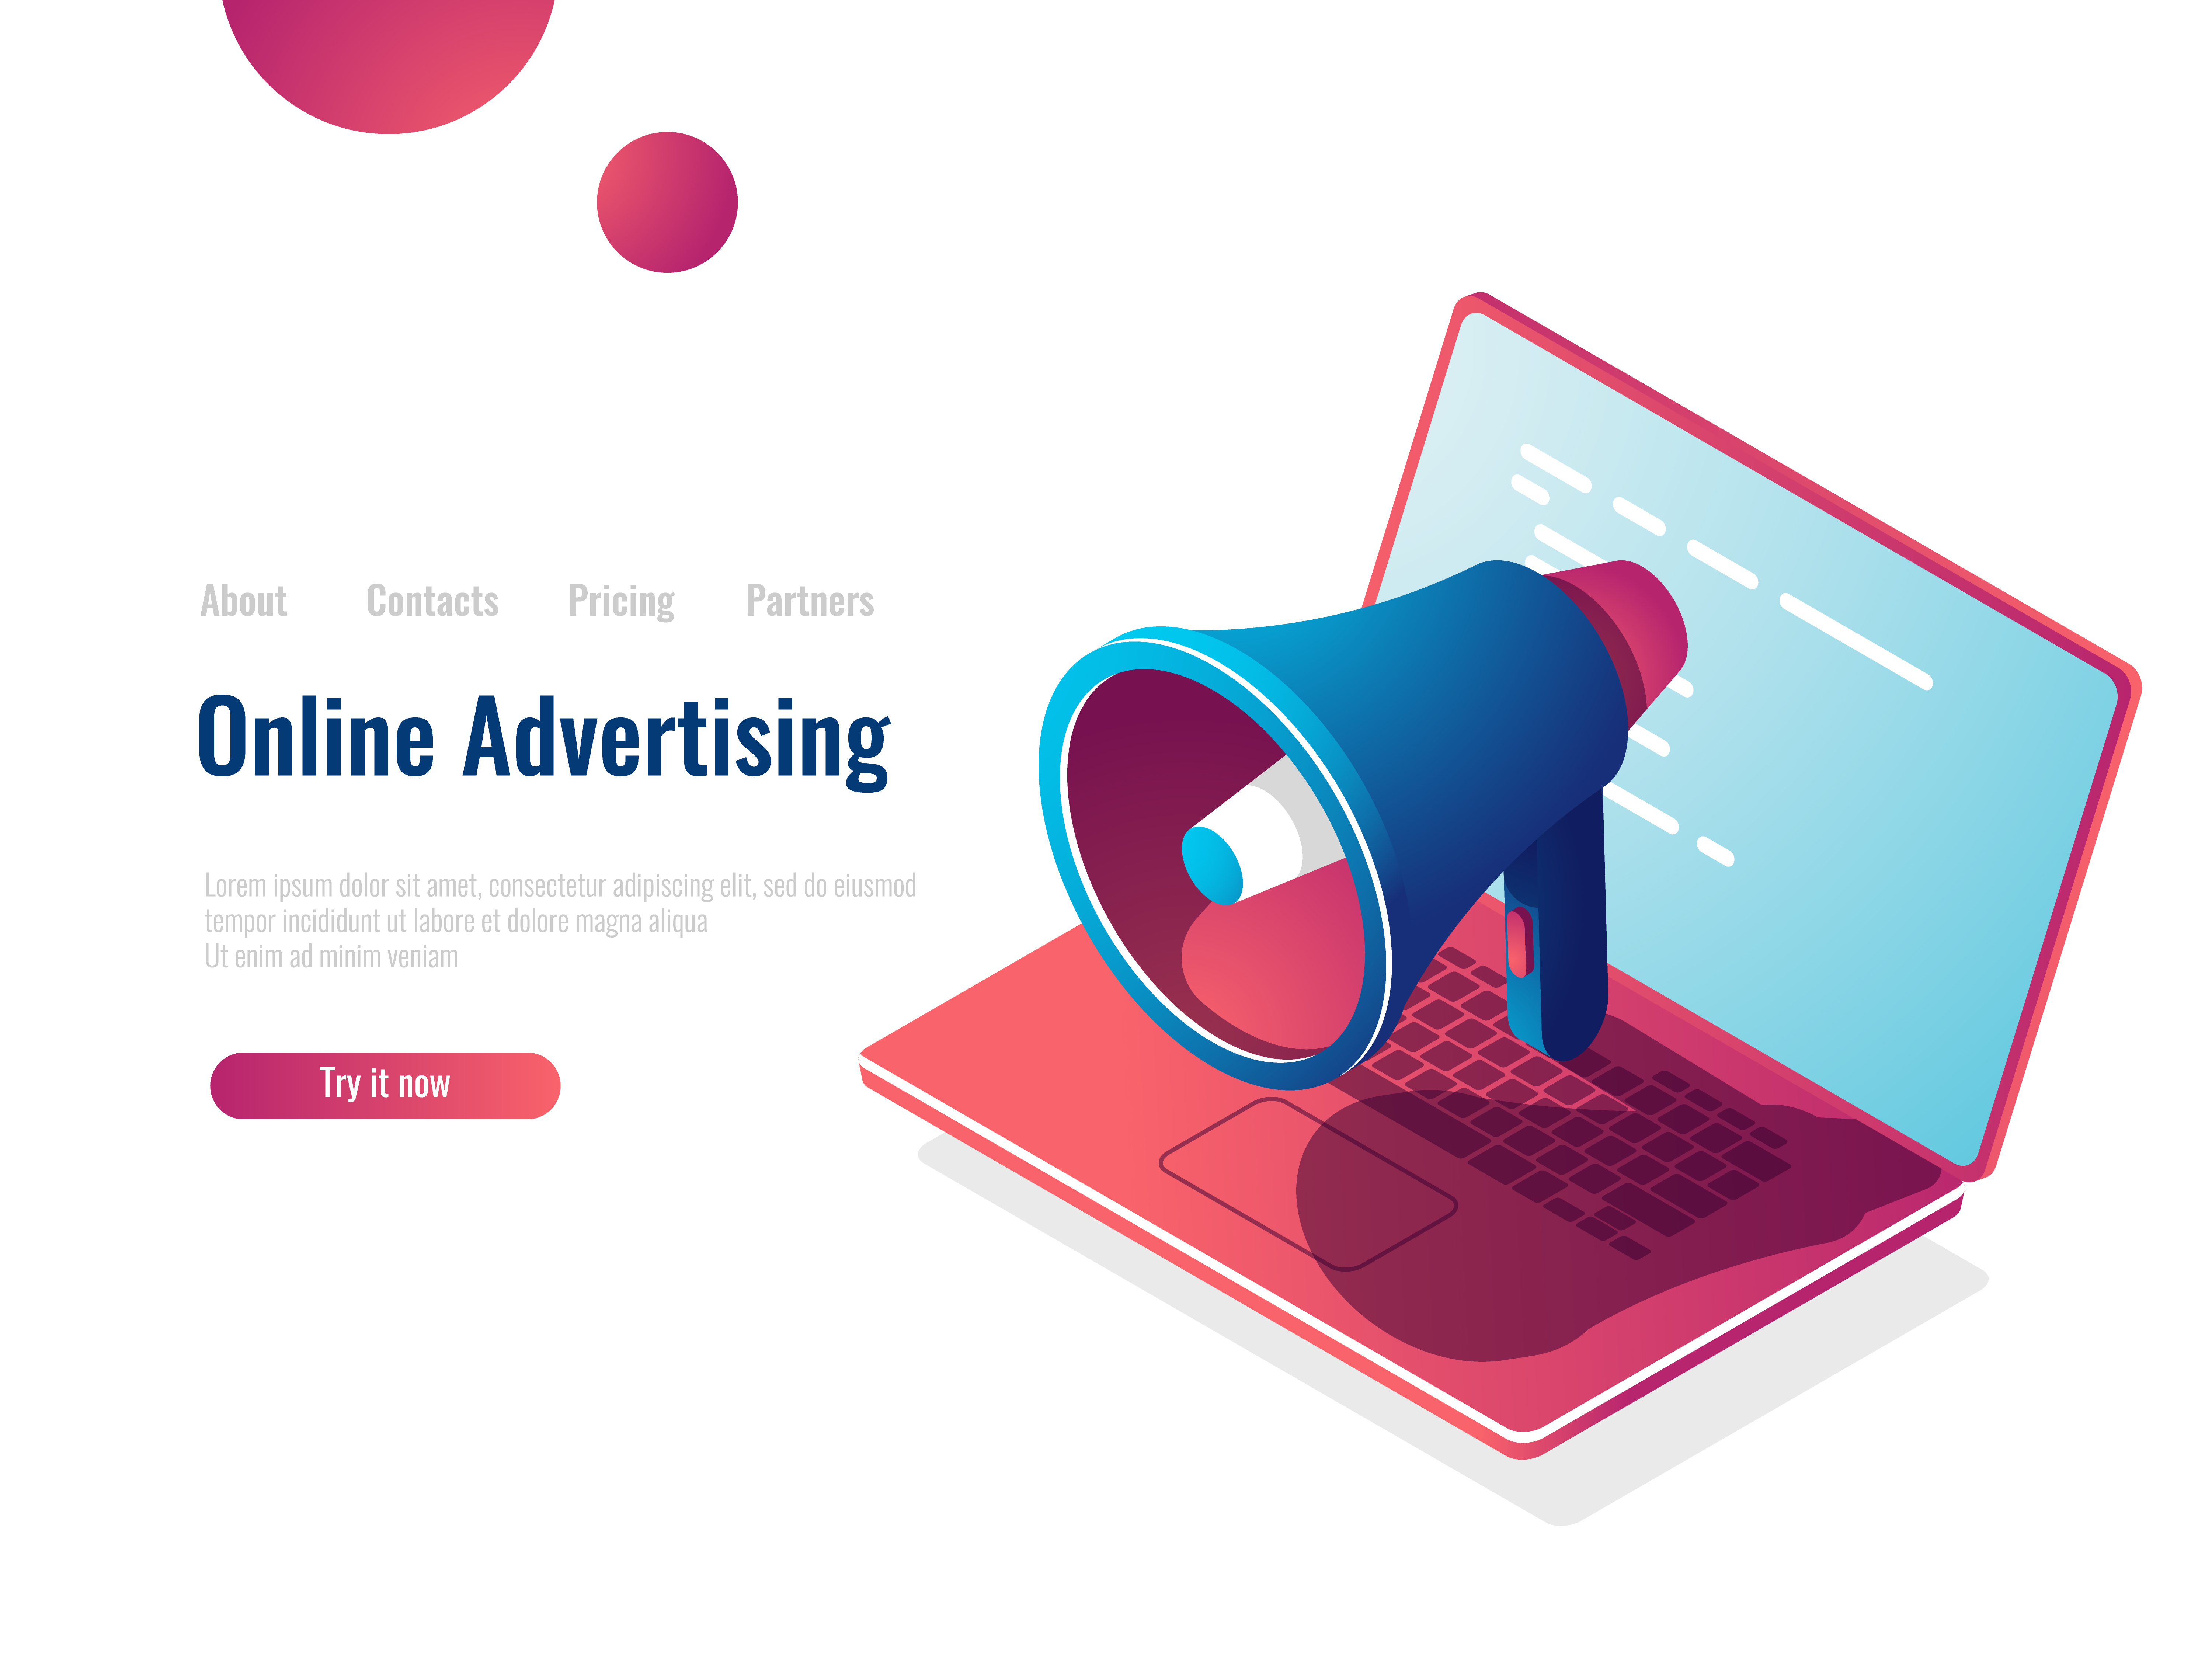 About Contacts Pricing Partners
Online Advertising
Lorem ipsum dolor sit amet, consectetur adipiscing elit, sed do eiusmod
tempor incididunt ut labore et dolore magna aliqua
Ut enim ad minim veniam
Try it now